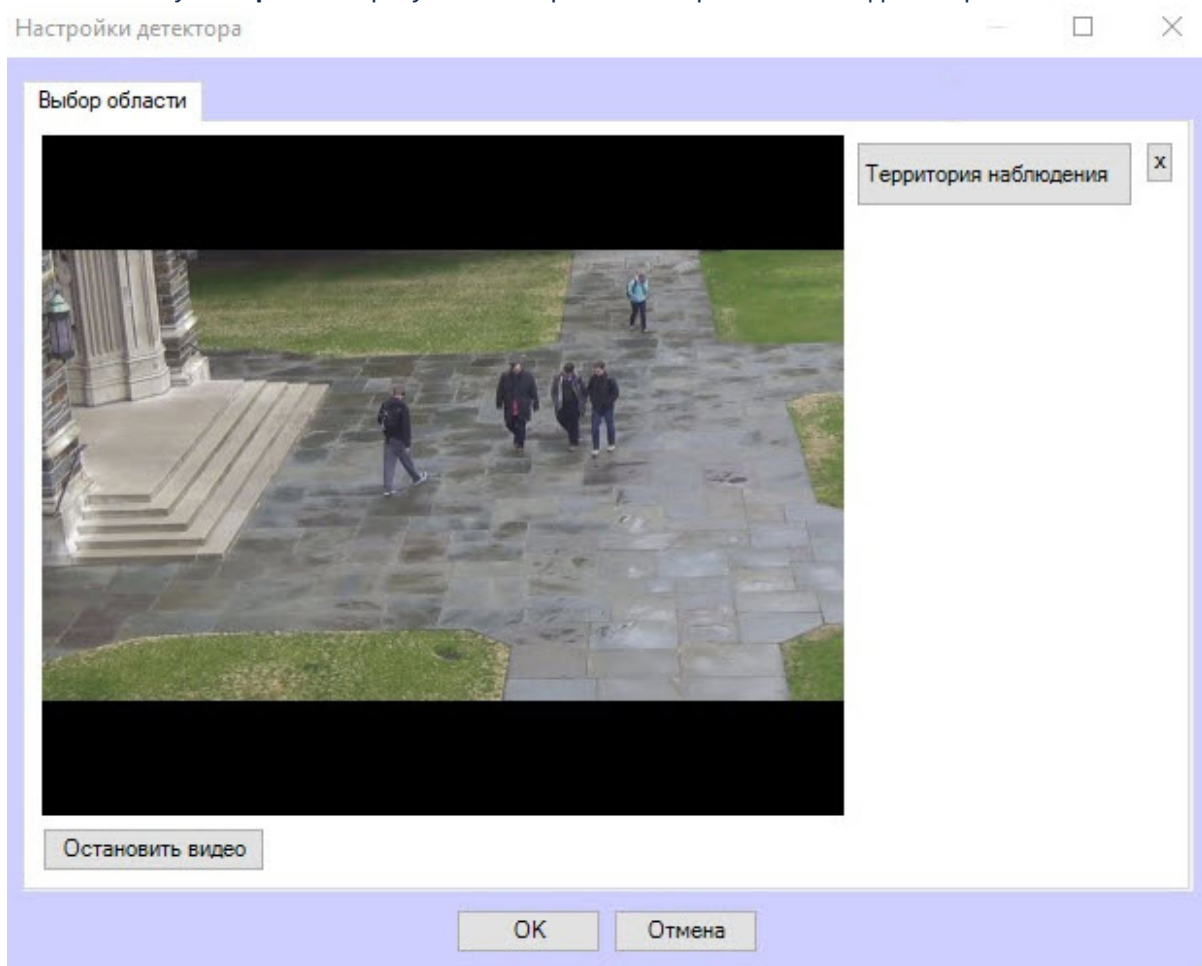 Настройки детектора
Выбор области
Территория наблюдения
x
Остановить видео
OK
Отмена